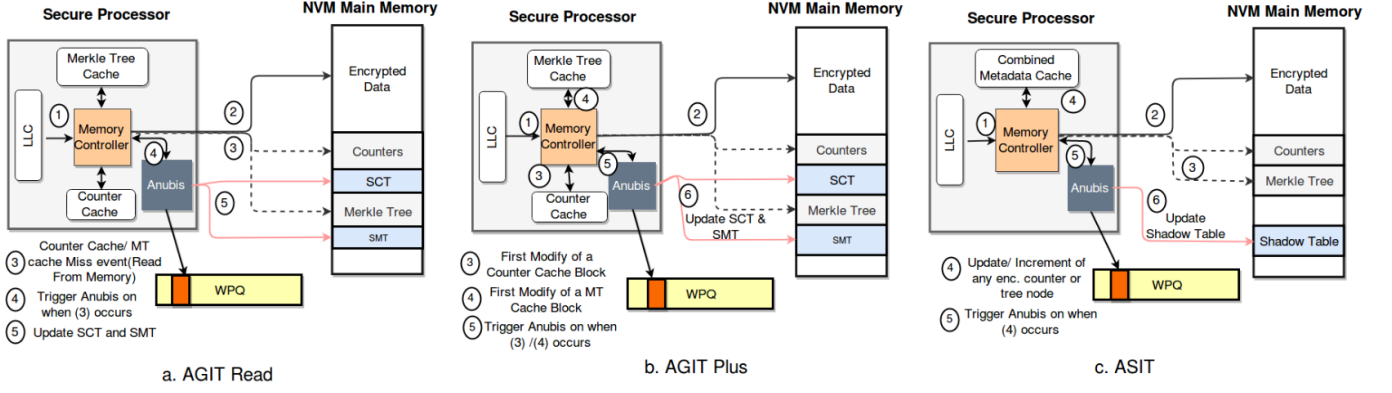 Secure Processor
NVM Main Memory
Merkle Tree
Cache
LLC
1
Memory
Controller
2
3
4
Anubis
Counter
Cache
5
Encrypted
Data
Counters
SCT
Merkle Tree
SMT
WPQ
Counter Cache/ MT
cache Miss event(Read
3
From Memory)
4
Trigger Anubis on
when (3) occurs
5
Update SCT and SMT
a. AGIT Read
Secure Processor
NVM Main Memory
Merkle Tree
Cache
4
LLC
1
Memory
Controller
2
3
5
Anubis
Counter
Cache
6
Update SCT &
SMT
Encrypted
Data
Counters
SCT
Merkle Tree
SMT
WPQ
3
First Modify of a
Counter Cache Block
4
First Modify of a MT
Cache Block
5
Trigger Anubis on when
(3) /(4) occurs
b. AGIT Plus
Secure Processor
NVM Main Memory
Combined
Metadata Cache
4
LLC
1
Memory
Controller
2
3
5
Anubis
6
Update
Shadow Table
Encrypted
Data
Counters
Merkle Tree
Shadow Table
WPQ
4
Update/ Increment of
any enc. counter or
tree node
5
Trigger Anubis on when
(4) occurs
c. ASIT